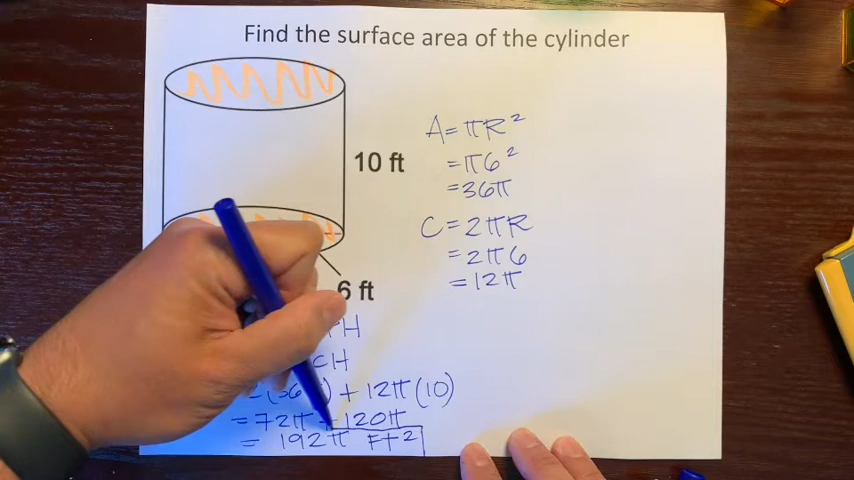 Find the surface area of the cylinder
10 ft
6 ft
A = πR²
= π6²
= 36π
C = 2πR
= 2π6
= 12π
H
CH
+ 12π(10)
= 72π + 120π
= 192π Ft²